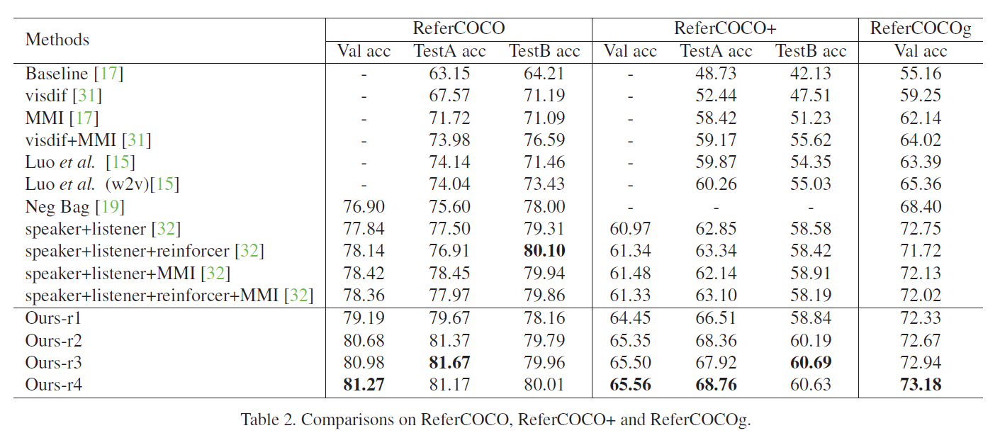 Methods ReferCOCO ReferCOCO+ ReferCOCOg
Val acc TestA acc TestB acc Val acc TestA acc TestB acc Val acc
Baseline [17] - 63.15 64.21 - 48.73 42.13 55.16
visdif [31] - 67.57 71.19 - 52.44 47.51 59.25
MMI [17] - 71.72 71.09 - 58.42 51.23 62.14
visdif+MMI [31] - 73.98 76.59 - 59.17 55.62 64.02
Luo et al. [15] - 74.14 71.46 - 59.87 54.35 63.39
Luo et al. (w2v)[15] - 74.04 73.43 - 60.26 55.03 65.36
Neg Bag [19] 76.90 75.60 78.00 - - - 68.40
speaker+listener [32] 77.84 77.50 79.31 60.97 62.85 58.58 72.75
speaker+listener+reinforcer [32] 78.14 76.91 80.10 61.34 63.34 58.42 71.72
speaker+listener+MMI [32] 78.42 78.45 79.94 61.48 62.14 58.91 72.13
speaker+listener+reinforcer+MMI [32] 78.36 77.97 79.86 61.33 63.10 58.19 72.02
Ours-r1 79.19 79.67 78.16 64.45 66.51 58.84 72.33
Ours-r2 80.68 81.37 79.79 65.35 68.36 60.19 72.67
Ours-r3 80.98 81.67 79.96 65.50 67.92 60.69 72.94
Ours-r4 81.27 81.17 80.01 65.56 68.76 60.63 73.18
Table 2. Comparisons on ReferCOCO, ReferCOCO+ and ReferCOCOg.